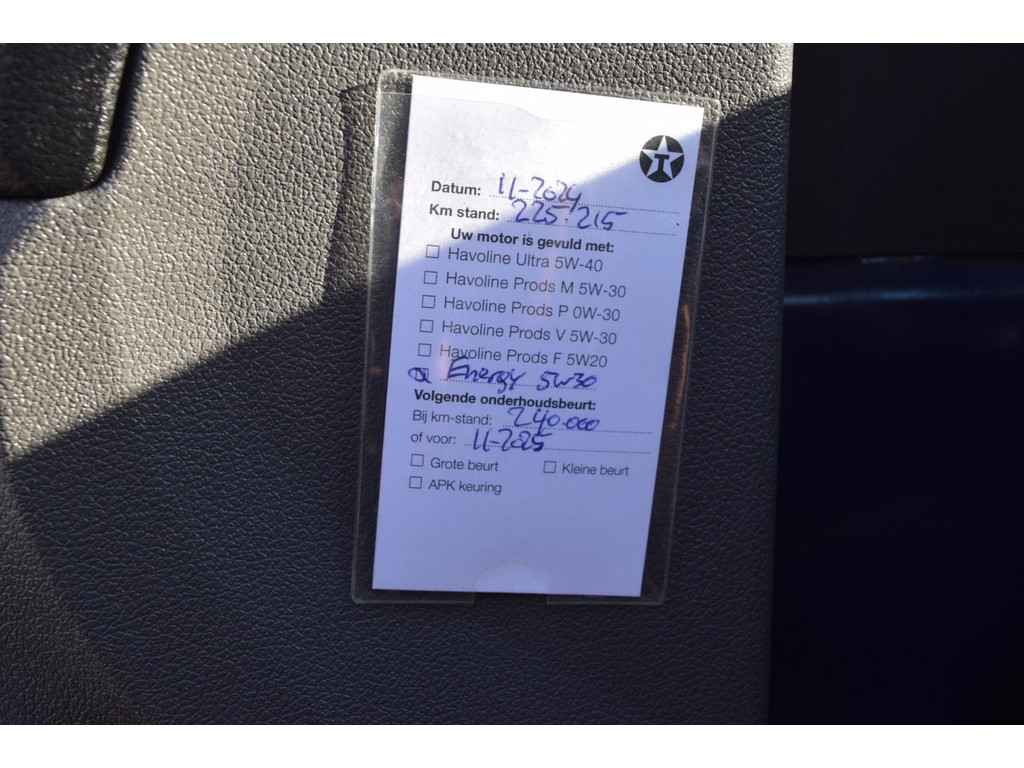 T
Datum: 11-2024
Km stand: 225.215
Uw motor is gevuld met:
☐ Havoline Ultra 5W-40
☐ Havoline Prods M 5W-30
☐ Havoline Prods P 0W-30
☐ Havoline Prods V 5W-30
☐ Havoline Prods F 5W20
☐ Energy 5W30
Volgende onderhoudsbeurt:
Bij km-stand: 240.000
of voor: 11-2025
☐ Grote beurt ☐ Kleine beurt
☐ APK keuring